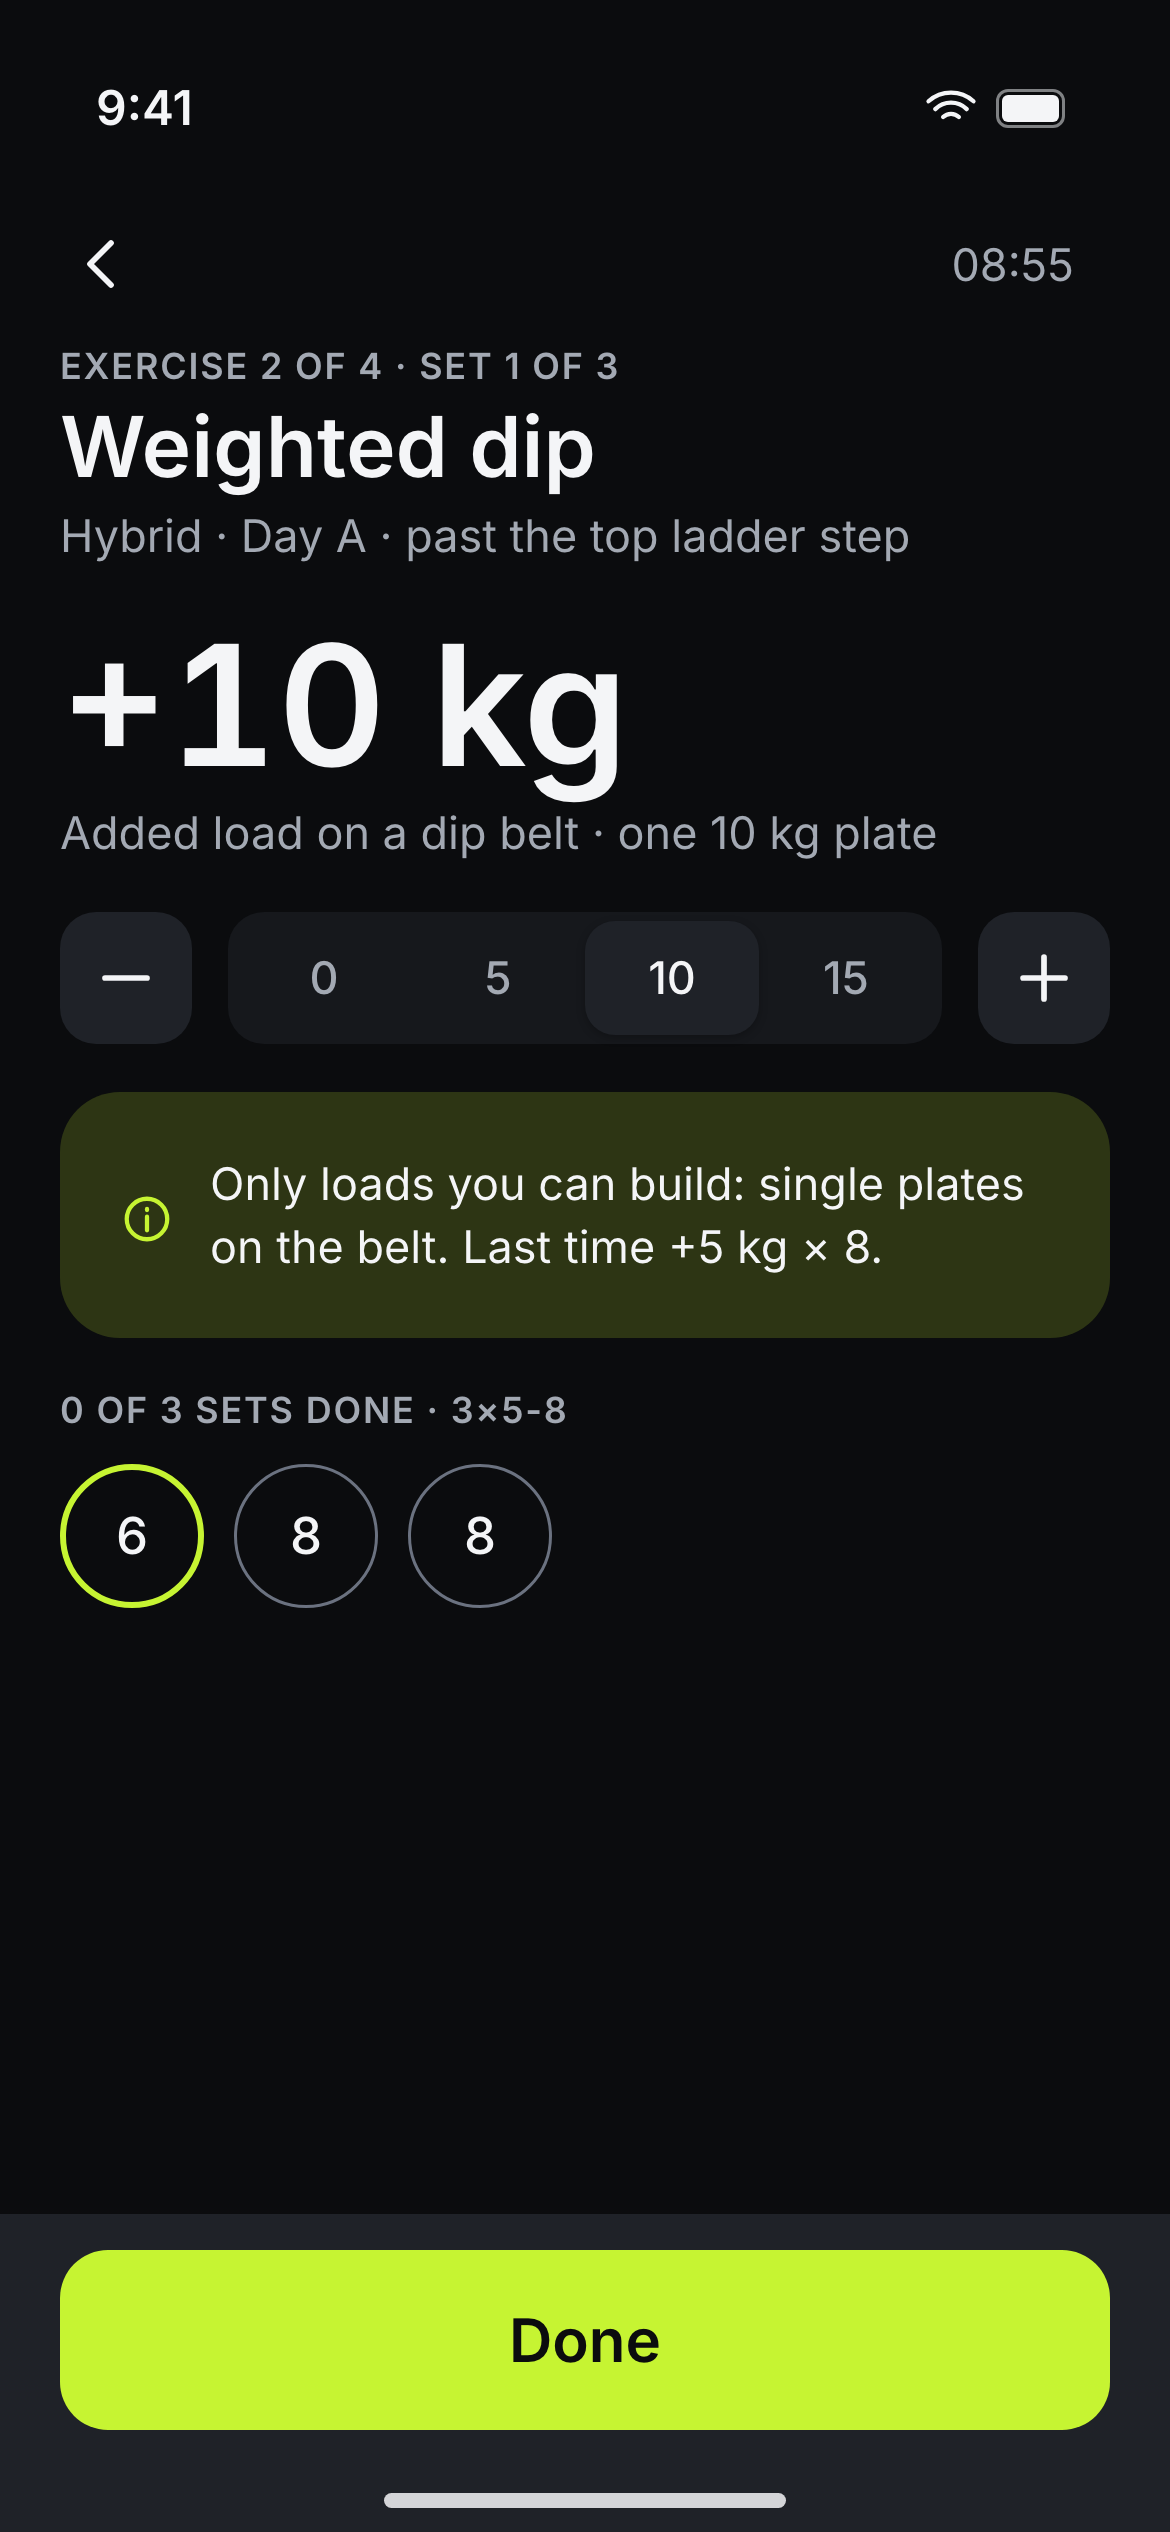 9:41
08:55
EXERCISE 2 OF 4 · SET 1 OF 3
Weighted dip
Hybrid · Day A · past the top ladder step
+10 kg
Added load on a dip belt · one 10 kg plate
0 5 10 15
Only loads you can build: single plates
on the belt. Last time +5 kg × 8.
0 OF 3 SETS DONE · 3×5-8
6 8 8
Done